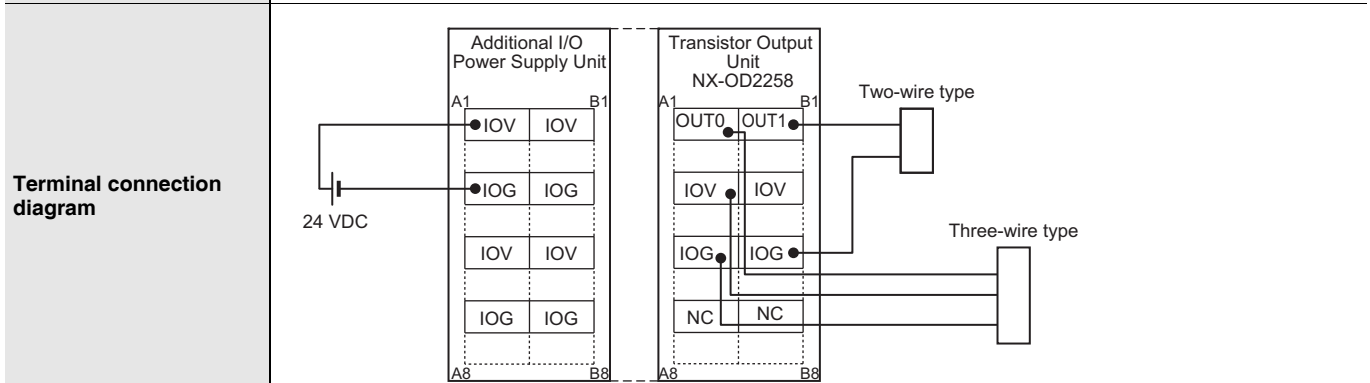 Terminal connection
diagram
Additional I/O
Power Supply Unit
A1 B1
IOV IOV
IOG IOG
IOV IOV
IOG IOG
A8 B8
24 VDC
Transistor Output
Unit
NX-OD2258
A1 B1
OUT0 OUT1
IOV IOV
IOG IOG
NC NC
A8 B8
Two-wire type
Three-wire type